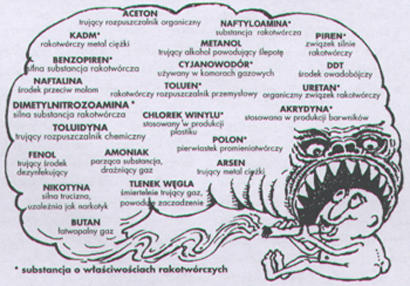 ACETON
trujący rozpuszczalnik organiczny
NAFTYLOAMINA*
substancja rakotwórcza
KADM*
rakotwórczy metal ciężki
METANOL
trujący alkohol powodujący ślepotę
PIREN*
związek silnie
rakotwórczy
BENZOPIREN*
silna substancja rakotwórcza
CYJANOWODÓR*
używany w komorach gazowych
DDT
środek owadobójczy
NAFTALINA
środek przeciw molom
TOLUEN*
rakotwórczy rozpuszczalnik przemysłowy
URETAN*
organiczny związek rakotwórczy
DIMETYLNITROZOAMINA *
silna substancja rakotwórcza
CHLOREK WINYLU*
stosowany w produkcji
plastiku
AKRYDYNA*
stosowana w produkcji barwników
TOLUIDYNA
trujący rozpuszczalnik chemiczny
POLON*
pierwiastek promieniotwórczy
FENOL
trujący środek
dezynfekujący
AMONIAK
parząca substancja,
drażniący gaz
ARSEN
trujący metal ciężki
NIKOTYNA
silna trucizna,
uzależnia jak narkotyk
TLENEK WĘGLA
śmiertelnie trujący gaz,
powoduje zaczadzenie
BUTAN
łatwopalny gaz
* substancja o właściwościach rakotwórczych